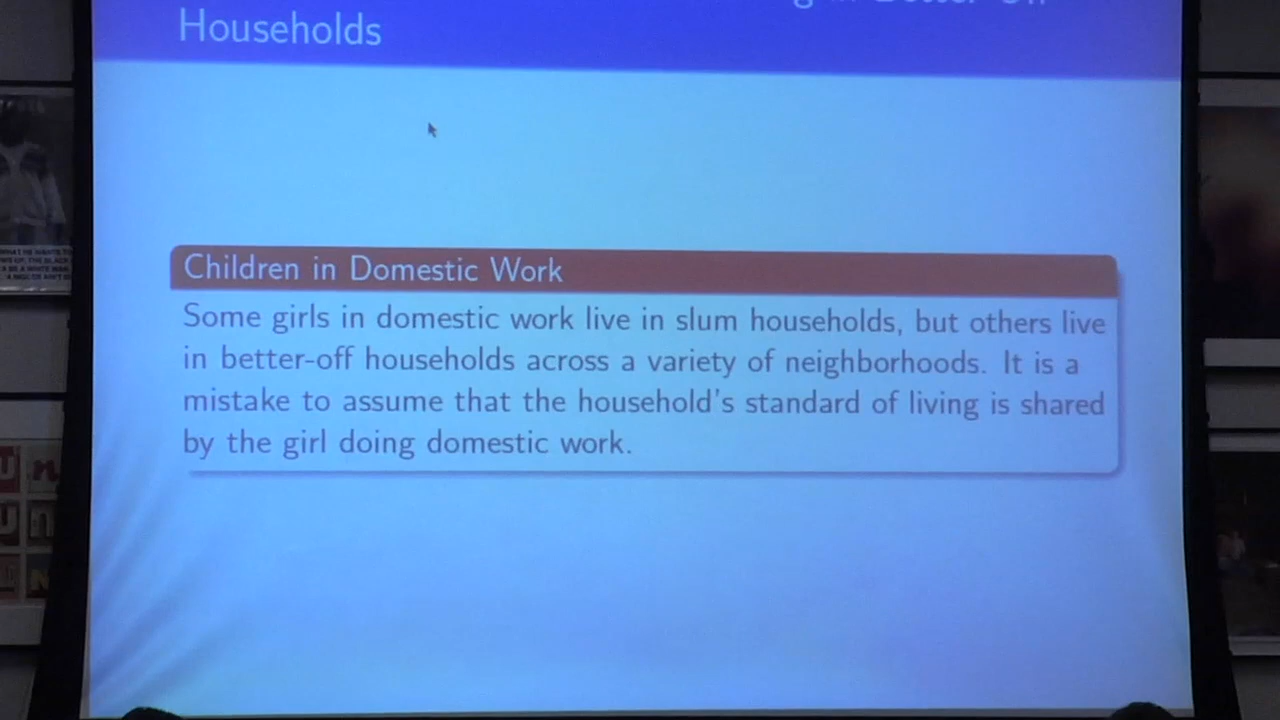 Households
Children in Domestic Work
Some girls in domestic work live in slum households, but others live
in better-off households across a variety of neighborhoods. It is a
mistake to assume that the household's standard of living is shared
by the girl doing domestic work.